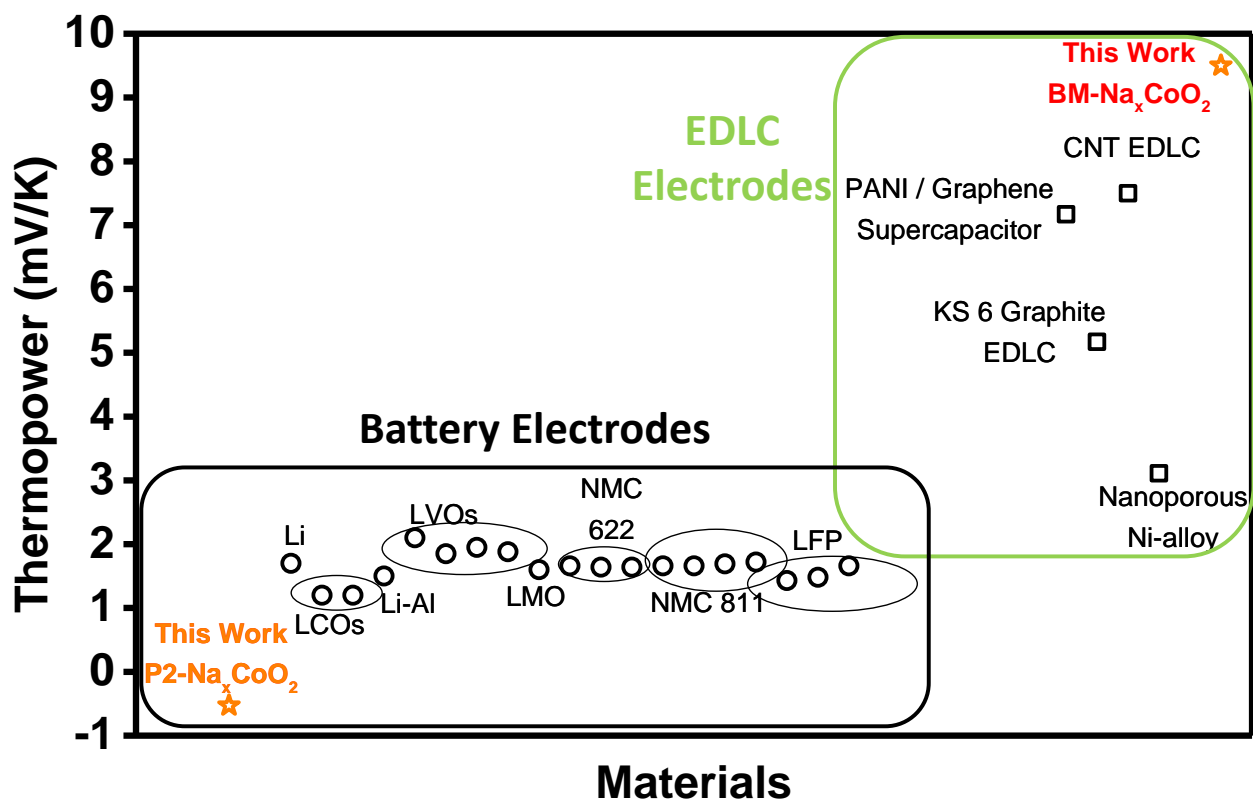 10
9
8
7
6
5
4
3
2
1
0
-1
Thermopower (mV/K)
Materials
EDLC
Electrodes
This Work
BM-NaₓCoO₂
CNT EDLC
PANI / Graphene
Supercapacitor
KS 6 Graphite
EDLC
Nanoporous
Ni-alloy
Battery Electrodes
NMC
622
LVOs
Li
LFP
LCOs
Li-Al
LMO
NMC 811
This Work
P2-NaₓCoO₂